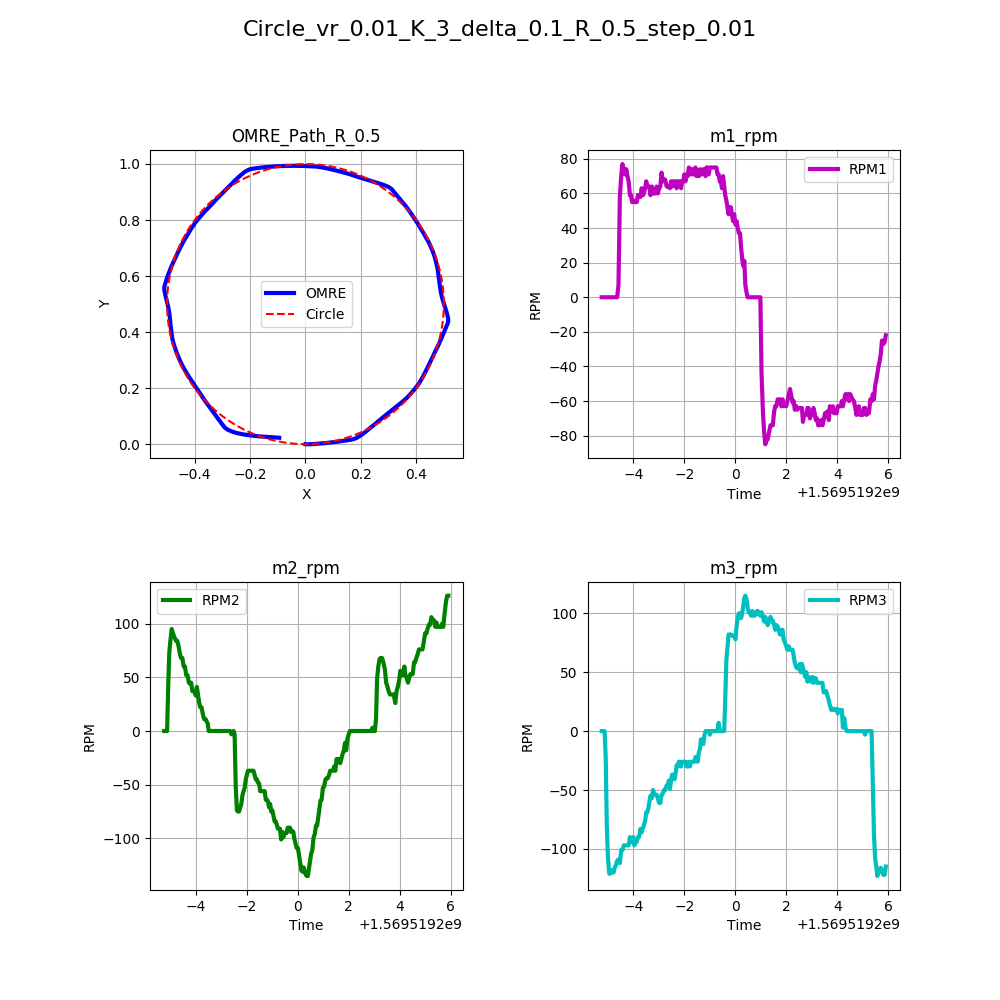 Circle_vr_0.01_K_3_delta_0.1_R_0.5_step_0.01
OMRE_Path_R_0.5
1.0
0.8
0.6
0.4
0.2
0.0
Y
OMRE
Circle
−0.4 −0.2 0.0 0.2 0.4
X
m1_rpm
80
60
40
20
0
−20
−40
−60
−80
RPM
RPM1
−4 −2 0 2 4 6
Time
+1.5695192e9
m2_rpm
100
50
0
−50
−100
RPM
RPM2
−4 −2 0 2 4 6
Time
+1.5695192e9
m3_rpm
100
50
0
−50
−100
RPM
RPM3
−4 −2 0 2 4 6
Time
+1.5695192e9